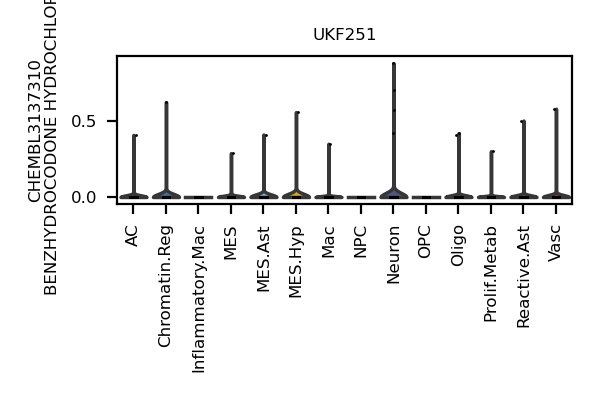 UKF251
CHEMBL3137310
BENZHYDROCODONE HYDROCHLOR
0.5
0.0
AC
Chromatin.Reg
Inflammatory.Mac
MES
MES.Ast
MES.Hyp
Mac
NPC
Neuron
OPC
Oligo
Prolif.Metab
Reactive.Ast
Vasc